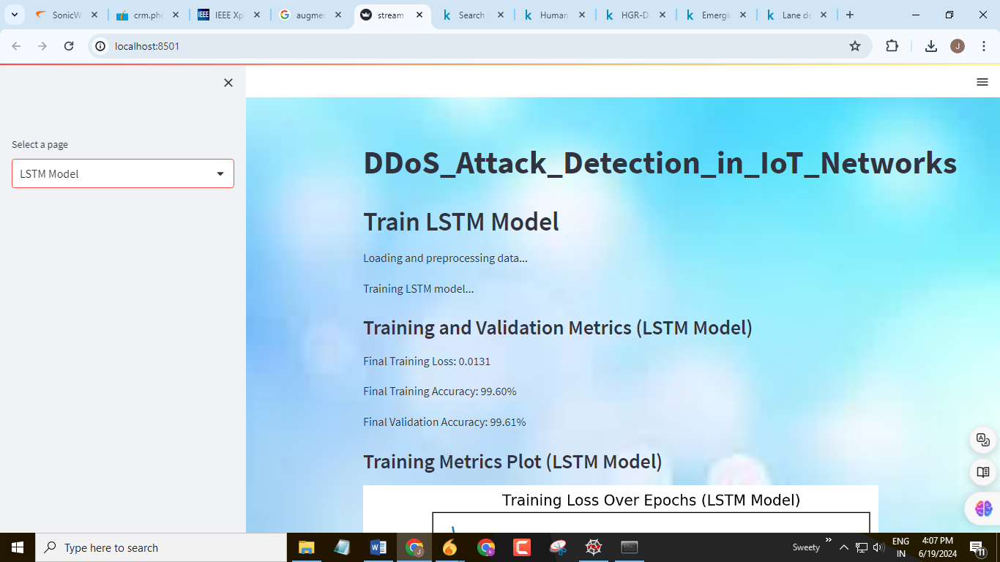 SonicW
crm.pho
IEEE Xp
augmer
stream
Search
Human
HGR-D
Emergi
Lane de
localhost:8501
J
Select a page
LSTM Model
DDoS_Attack_Detection_in_IoT_Networks
Train LSTM Model
Loading and preprocessing data...
Training LSTM model...
Training and Validation Metrics (LSTM Model)
Final Training Loss: 0.0131
Final Training Accuracy: 99.60%
Final Validation Accuracy: 99.61%
Training Metrics Plot (LSTM Model)
Training Loss Over Epochs (LSTM Model)
Type here to search
Sweety
ENG
IN
4:07 PM
6/19/2024
11